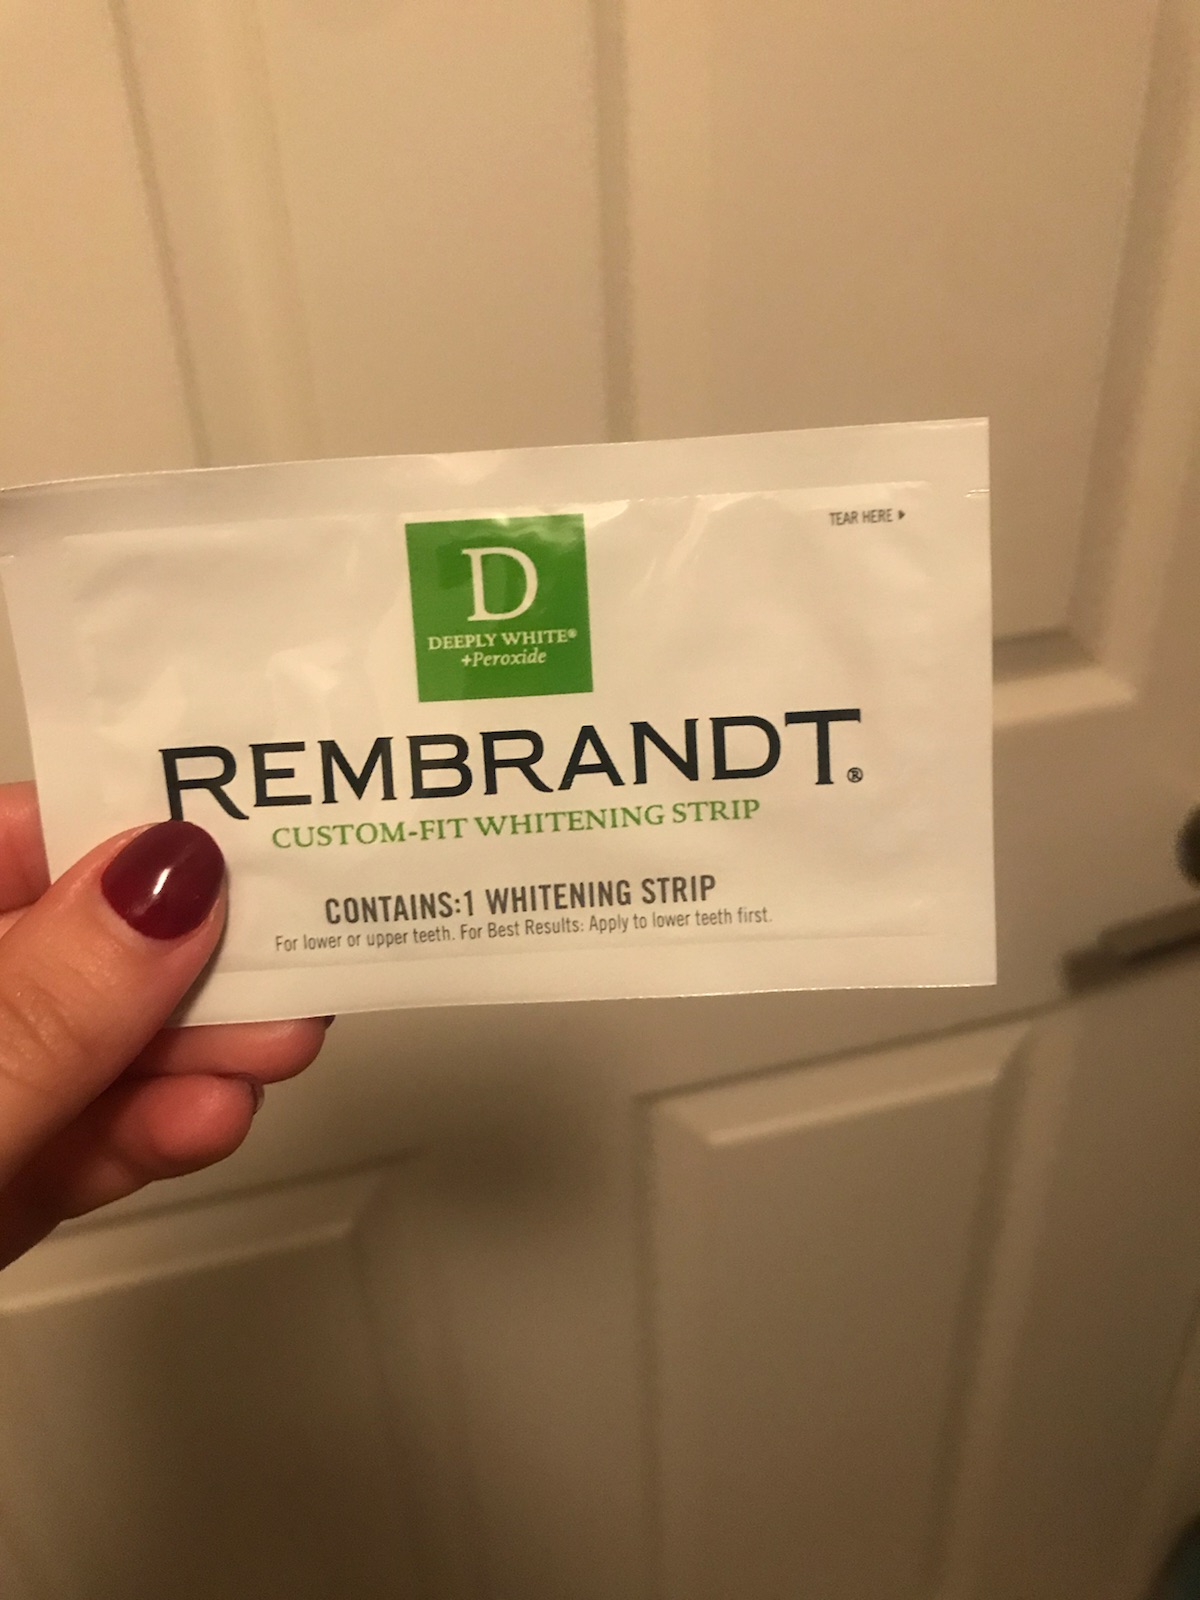 TEAR HERE
D
DEEPLY WHITE®
+Peroxide
REMBRANDT®
CUSTOM-FIT WHITENING STRIP
CONTAINS:1 WHITENING STRIP
For lower or upper teeth. For Best Results: Apply to lower teeth first.